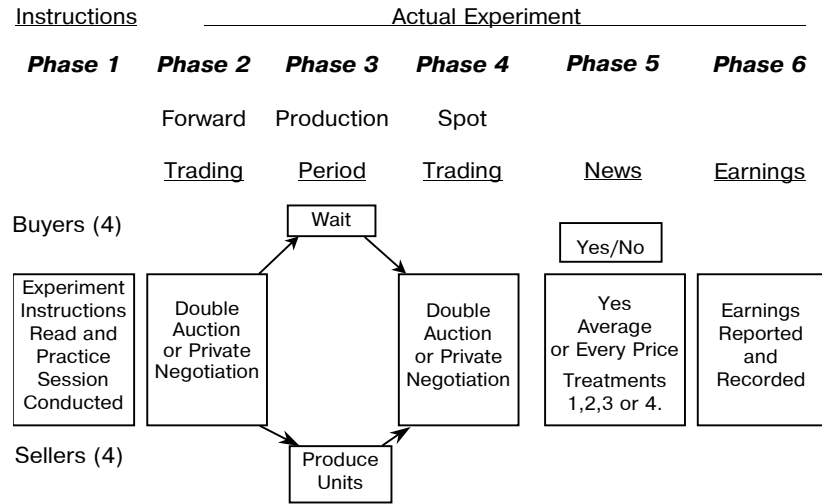 Instructions
Actual Experiment
Phase 1
Phase 2
Phase 3
Phase 4
Phase 5
Phase 6
Forward
Production
Spot
Trading
Period
Trading
News
Earnings
Buyers (4)
Wait
Yes/No
Experiment
Instructions
Read and
Practice
Session
Conducted
Double
Auction
or Private
Negotiation
Double
Auction
or Private
Negotiation
Yes
Average
or Every Price
Treatments
1,2,3 or 4.
Earnings
Reported
and
Recorded
Sellers (4)
Produce
Units